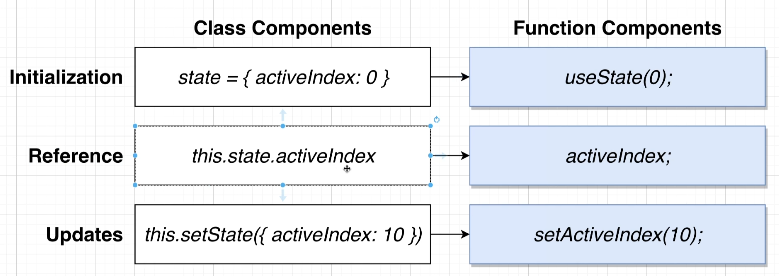 Class Components
Function Components
Initialization
state = { activeIndex: 0 }
useState(0);
Reference
this.state.activeIndex
activeIndex;
Updates
this.setState({ activeIndex: 10 })
setActiveIndex(10);